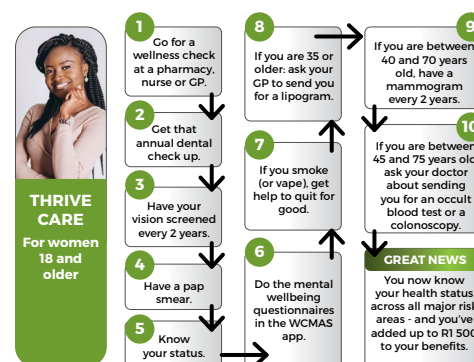 THRIVE
CARE
For women
18 and
older
1
Go for a
wellness check
at a pharmacy,
nurse or GP.
2
Get that
annual dental
check up.
3
Have your
vision screened
every 2 years.
4
Have a pap
smear.
5
Know
your status.
6
Do the mental
wellbeing
questionnaires
in the WCMAS
app.
7
If you smoke
(or vape), get
help to quit for
good.
8
If you are 35 or
older: ask your
GP to send you
for a lipogram.
9
If you are between
40 and 70 years
old, have a
mammogram
every 2 years.
10
If you are between
45 and 75 years old
ask your doctor
about sending
you for an occult
blood test or a
colonoscopy.
GREAT NEWS
You now know
your health status
across all major risk
areas - and you've
added up to R1 500
to your benefits.